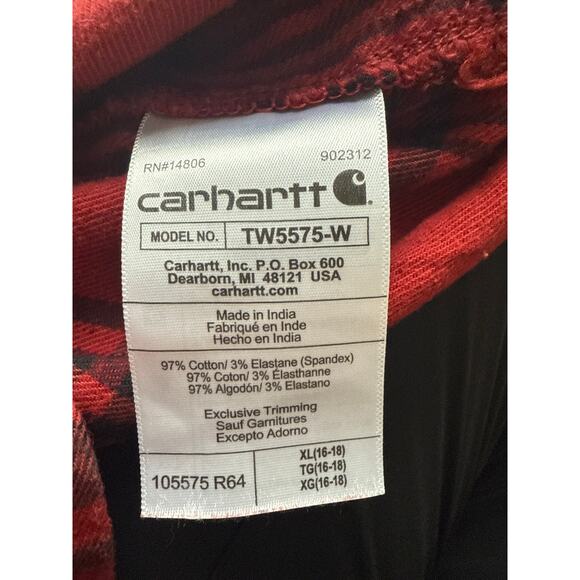 RN#14806 902312
carhartt
MODEL NO. TW5575-W
Carhartt, Inc. P.O. Box 600
Dearborn, MI 48121 USA
carhartt.com
Made in India
Fabriqué en Inde
Hecho en India
97% Cotton/ 3% Elastane (Spandex)
97% Coton/ 3% Élasthanne
97% Algodón/ 3% Elastano
Exclusive Trimming
Sauf Garnitures
Excepto Adorno
105575 R64
XL(16-18)
TG(16-18)
XG(16-18)